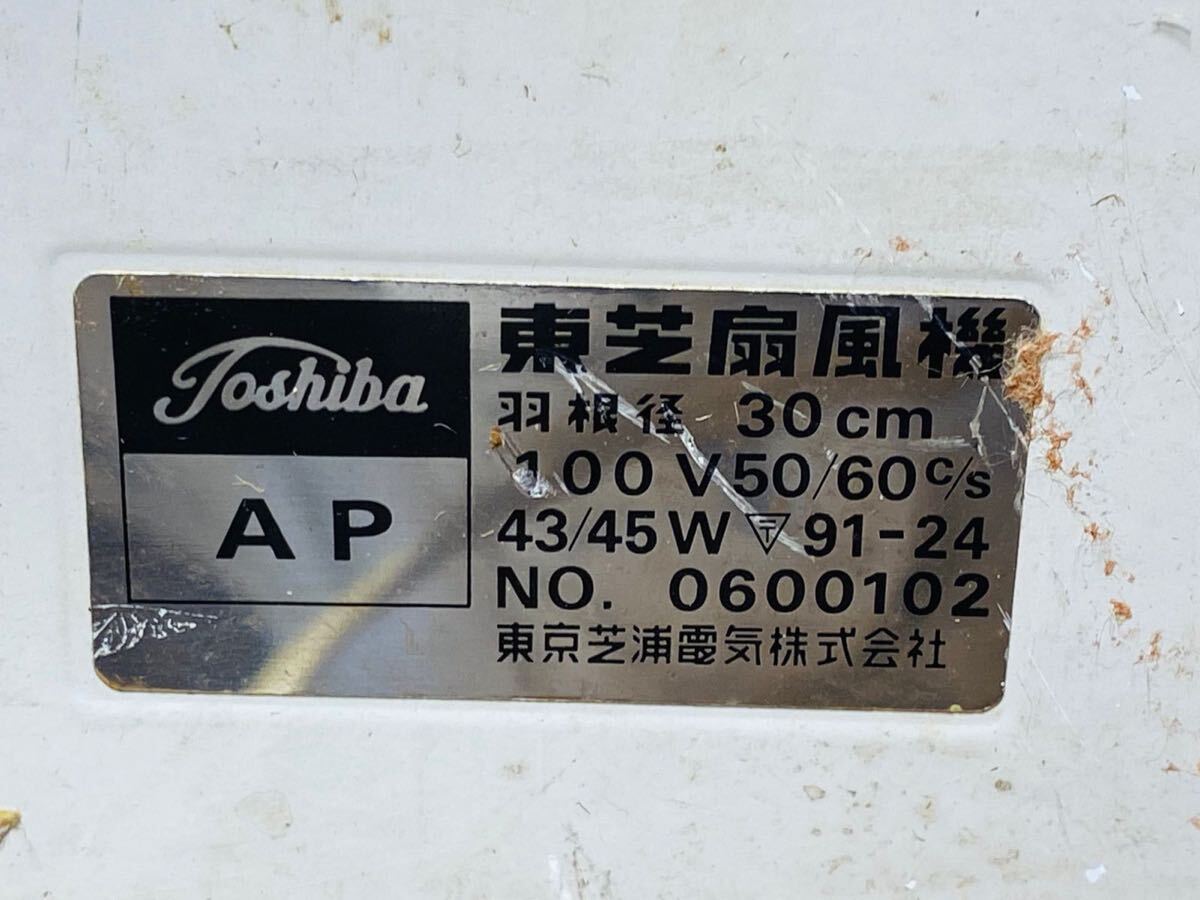 Toshiba
AP
東芝扇風機
羽根径 30cm
100V 50/60c/s
43/45W 〒 91-24
NO. 0600102
東京芝浦電気株式会社